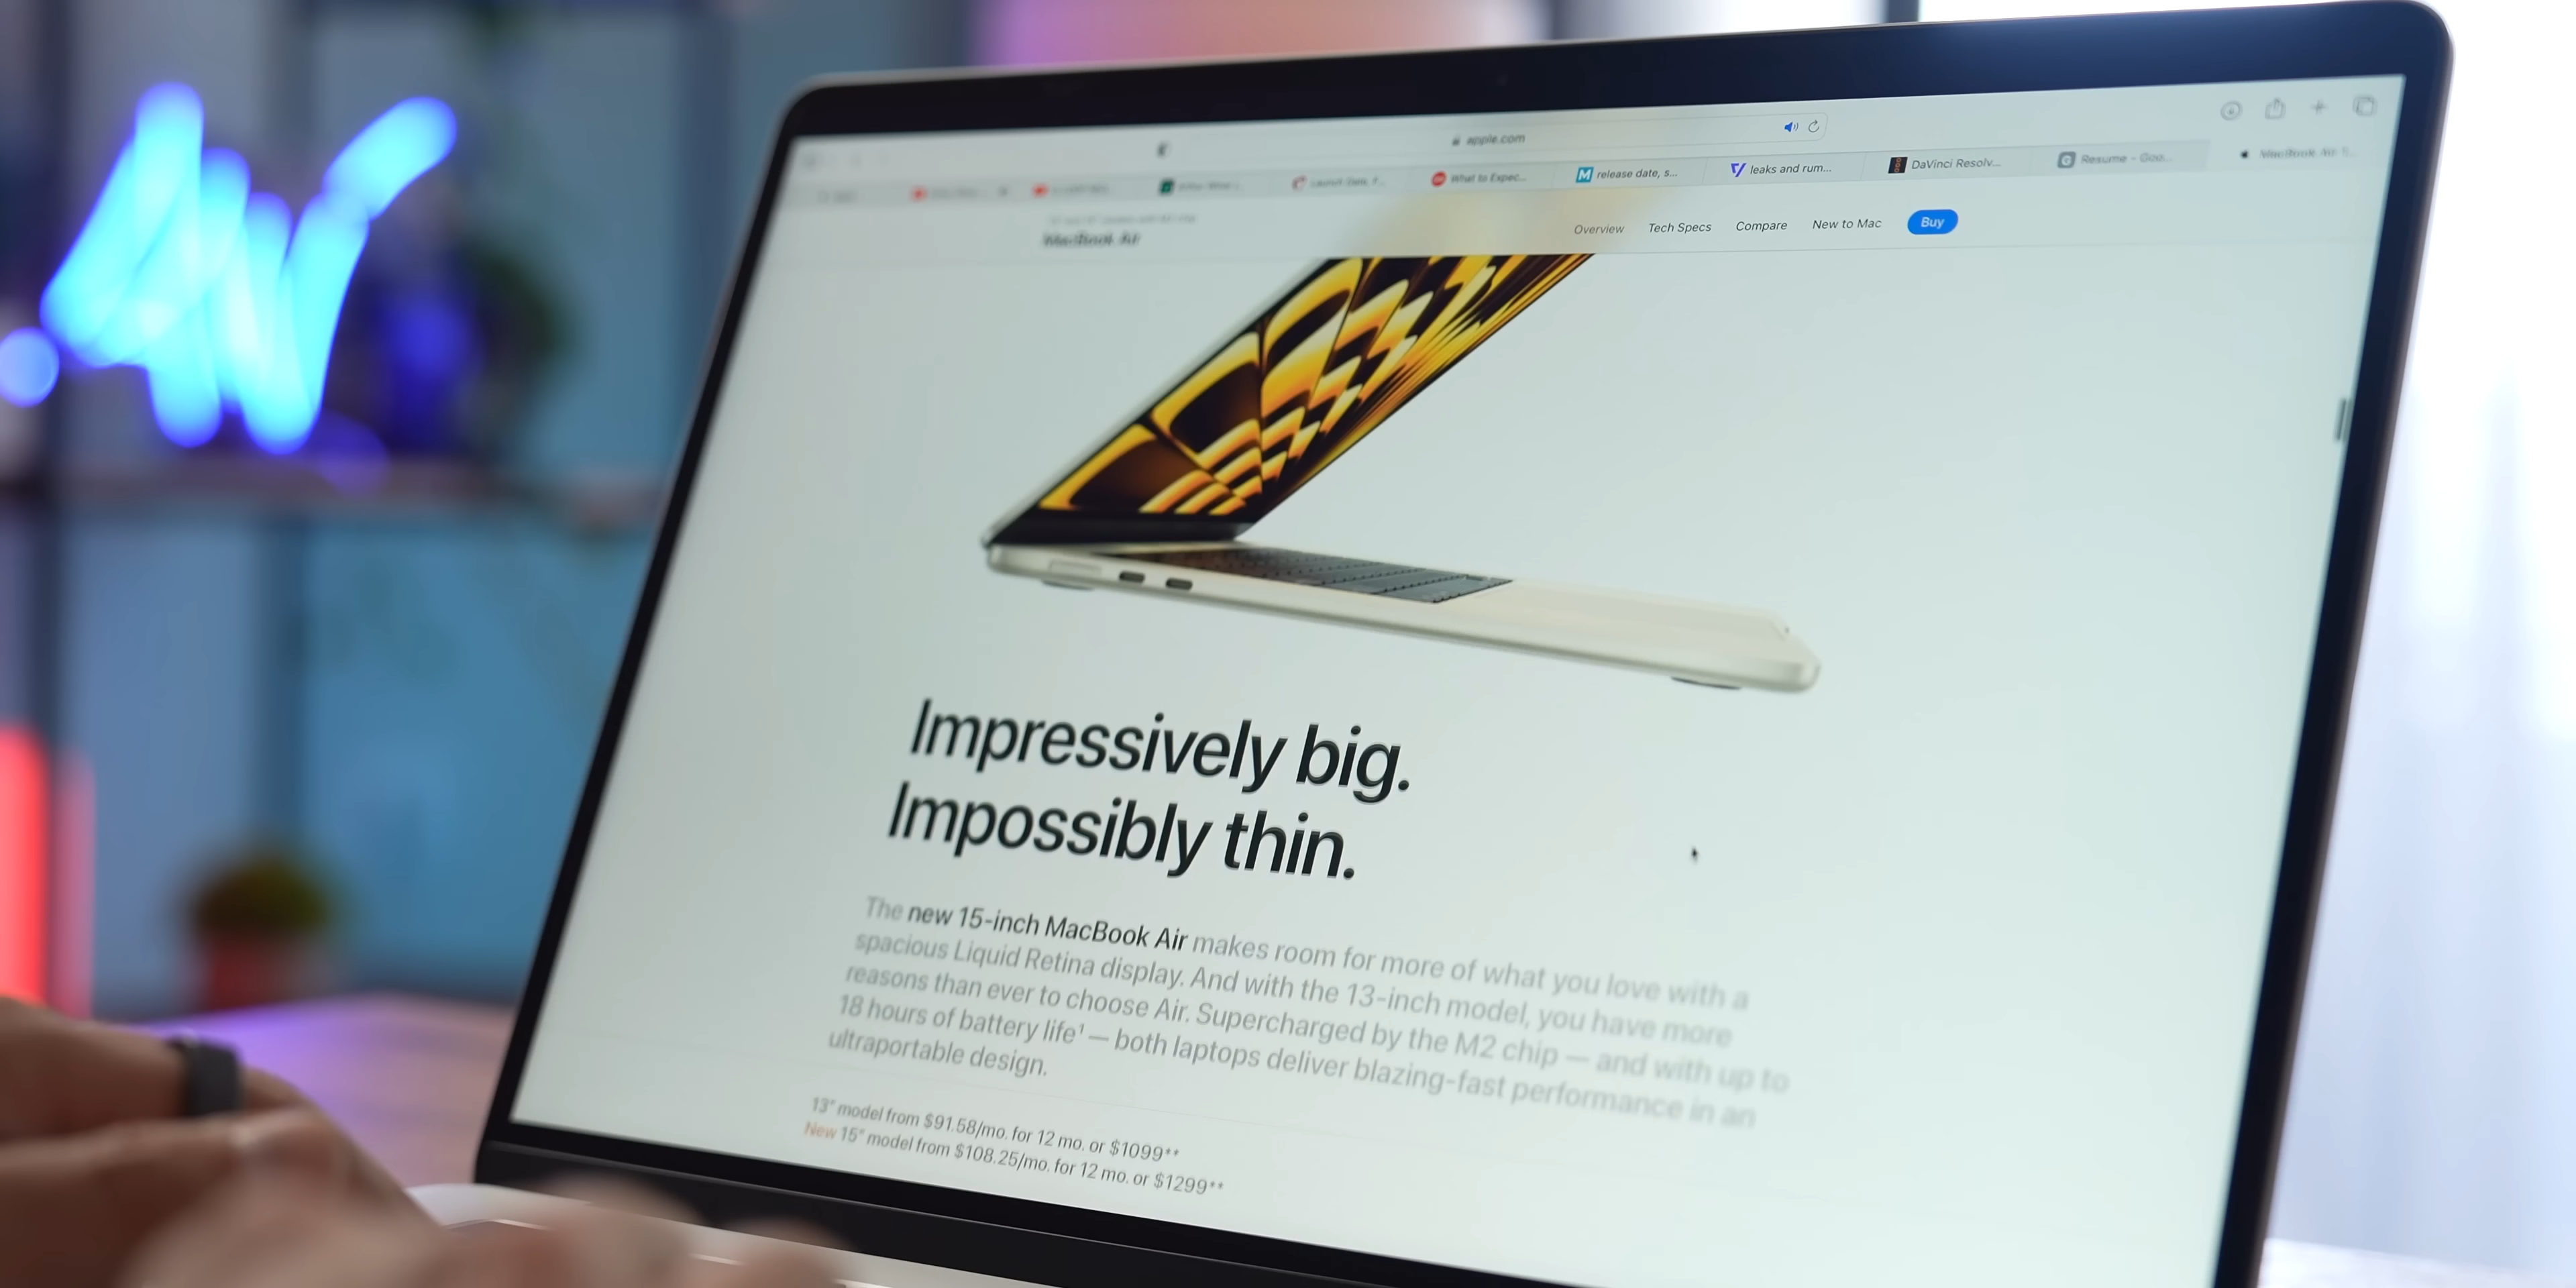 apple.com
What to Expec...
release date, s...
leaks and rum...
DaVinci Resolv...
Resume - Goo...
MacBook Air
Overview Tech Specs Compare New to Mac Buy
Impressively big.
Impossibly thin.
The new 15-inch MacBook Air makes room for more of what you love with a
spacious Liquid Retina display. And with the 13-inch model, you have more
reasons than ever to choose Air. Supercharged by the M2 chip — and with up to
18 hours of battery life¹ — both laptops deliver blazing-fast performance in an
ultraportable design.
13" model from $91.58/mo. for 12 mo. or $1099**
New 15" model from $108.25/mo. for 12 mo. or $1299**